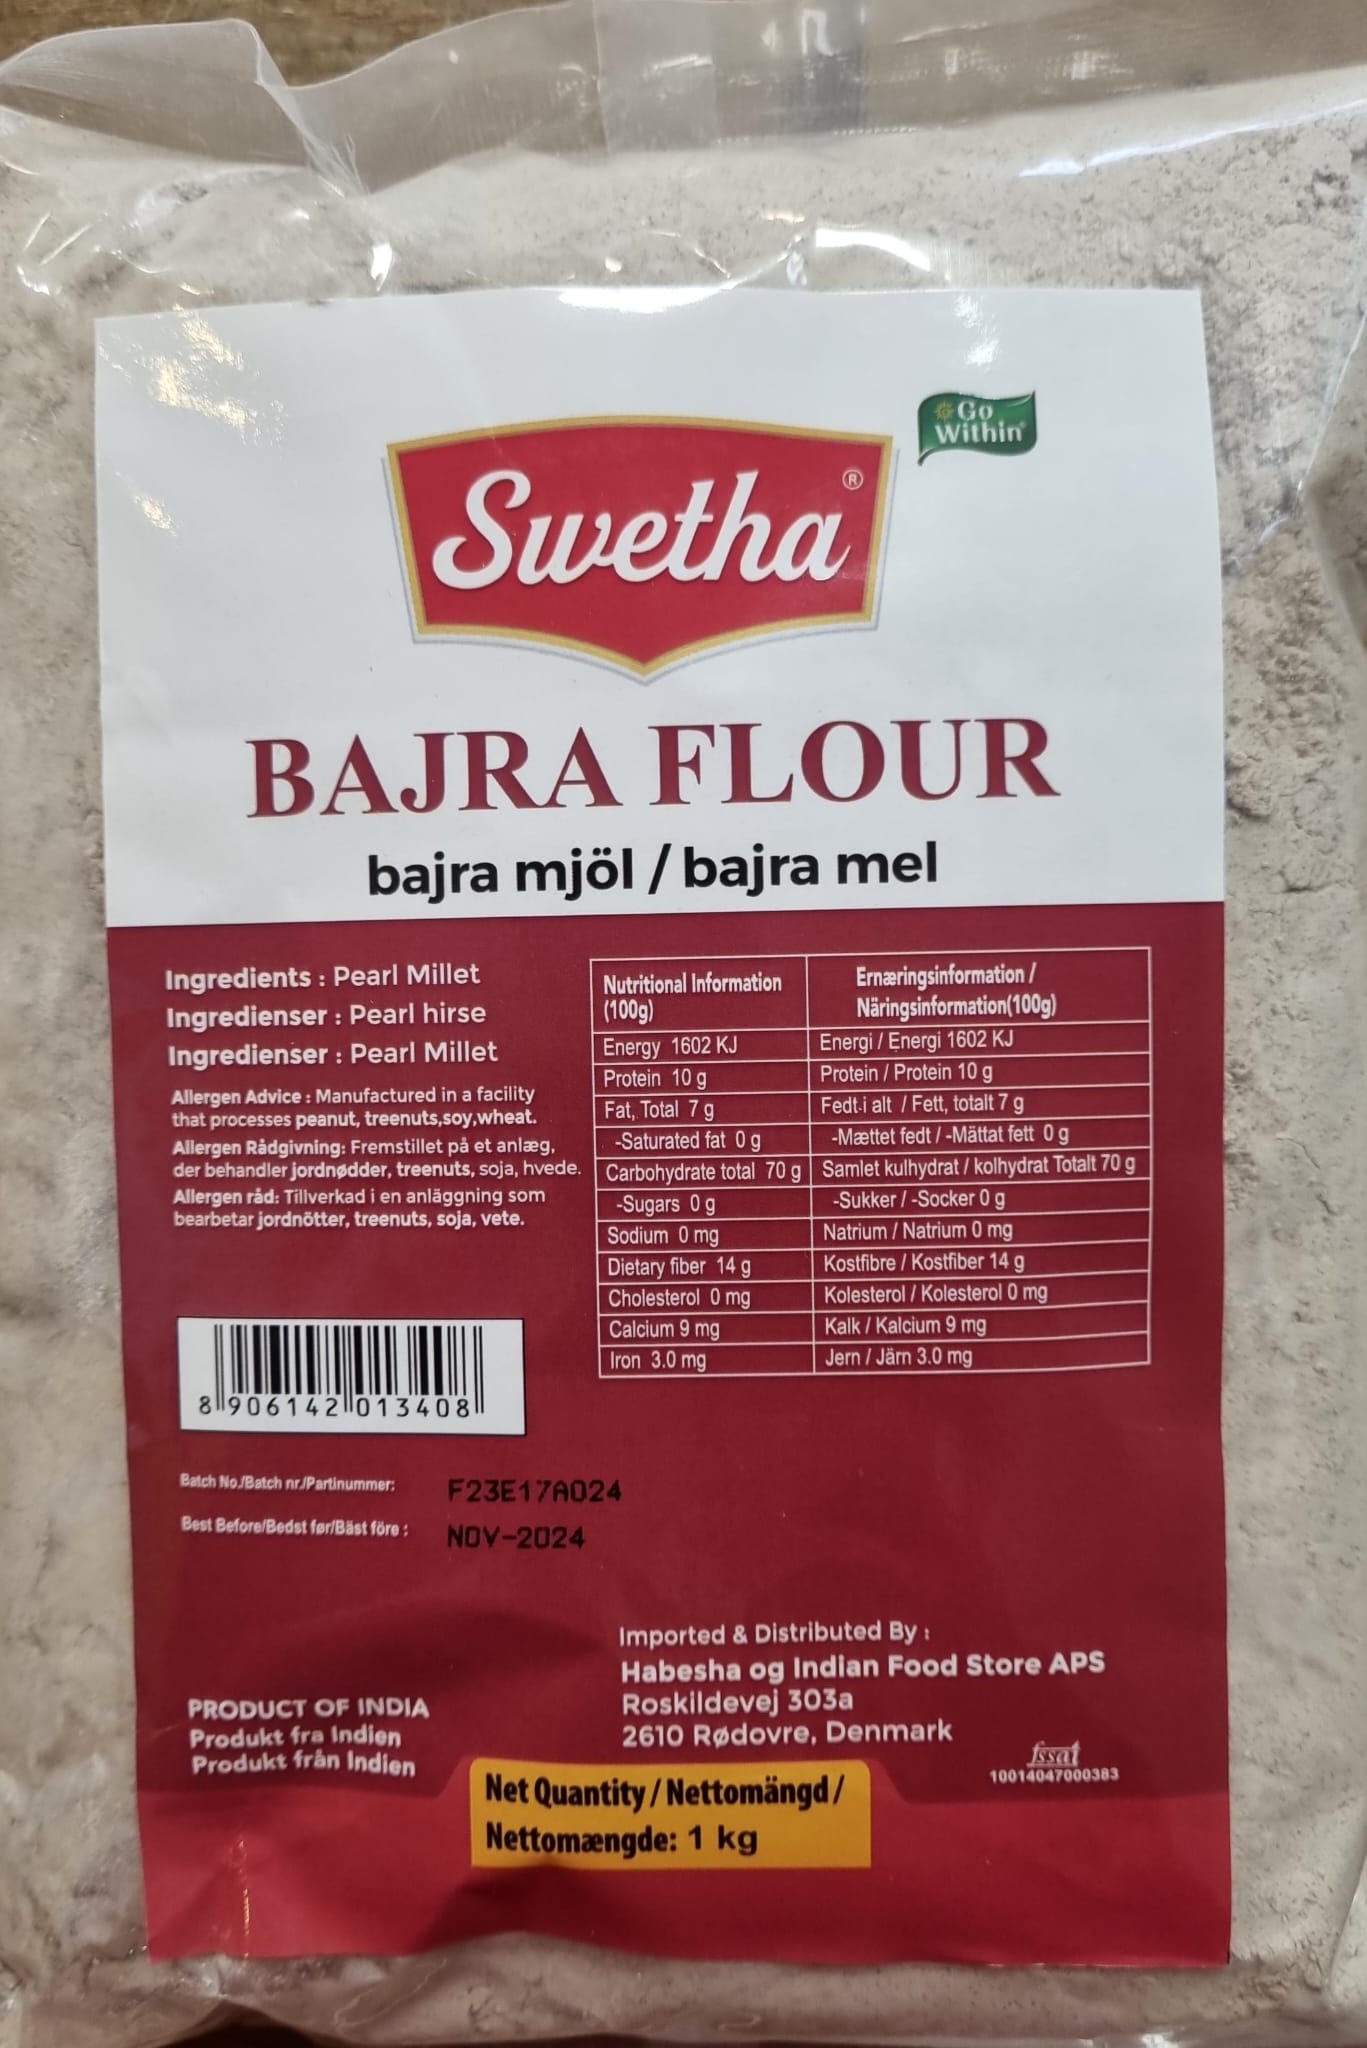 Go
Within
Swetha®
BAJRA FLOUR
bajra mjöl / bajra mel
Ingredients : Pearl Millet
Ingredienser : Pearl hirse
Ingredienser : Pearl Millet
Allergen Advice : Manufactured in a facility
that processes peanut, treenuts,soy,wheat.
Allergen Rådgivning: Fremstillet på et anlæg,
der behandler jordnødder, treenuts, soja, hvede.
Allergen råd: Tillverkad i en anläggning som
bearbetar jordnötter, treenuts, soja, vete.
Nutritional Information
(100g)
Ernæringsinformation /
Näringsinformation(100g)
Energy 1602 KJ
Energi / Energi 1602 KJ
Protein 10 g
Protein / Protein 10 g
Fat, Total 7 g
Fedt-i alt / Fett, totalt 7 g
-Saturated fat 0 g
-Mættet fedt / -Mättat fett 0 g
Carbohydrate total 70 g
Samlet kulhydrat / kolhydrat Totalt 70 g
-Sugars 0 g
-Sukker / -Socker 0 g
Sodium 0 mg
Natrium / Natrium 0 mg
Dietary fiber 14 g
Kostfibre / Kostfiber 14 g
Cholesterol 0 mg
Kolesterol / Kolesterol 0 mg
Calcium 9 mg
Kalk / Kalcium 9 mg
Iron 3.0 mg
Jern / Järn 3.0 mg
8 906142 013408
Batch No./Batch nr./Partinummer: F23E17A024
Best Before/Bedst før/Bäst före : NOV-2024
Imported & Distributed By :
Habesha og Indian Food Store APS
Roskildevej 303a
2610 Rødovre, Denmark
PRODUCT OF INDIA
Produkt fra Indien
Produkt från Indien
fssai
10014047000383
Net Quantity / Nettomängd /
Nettomængde: 1 kg